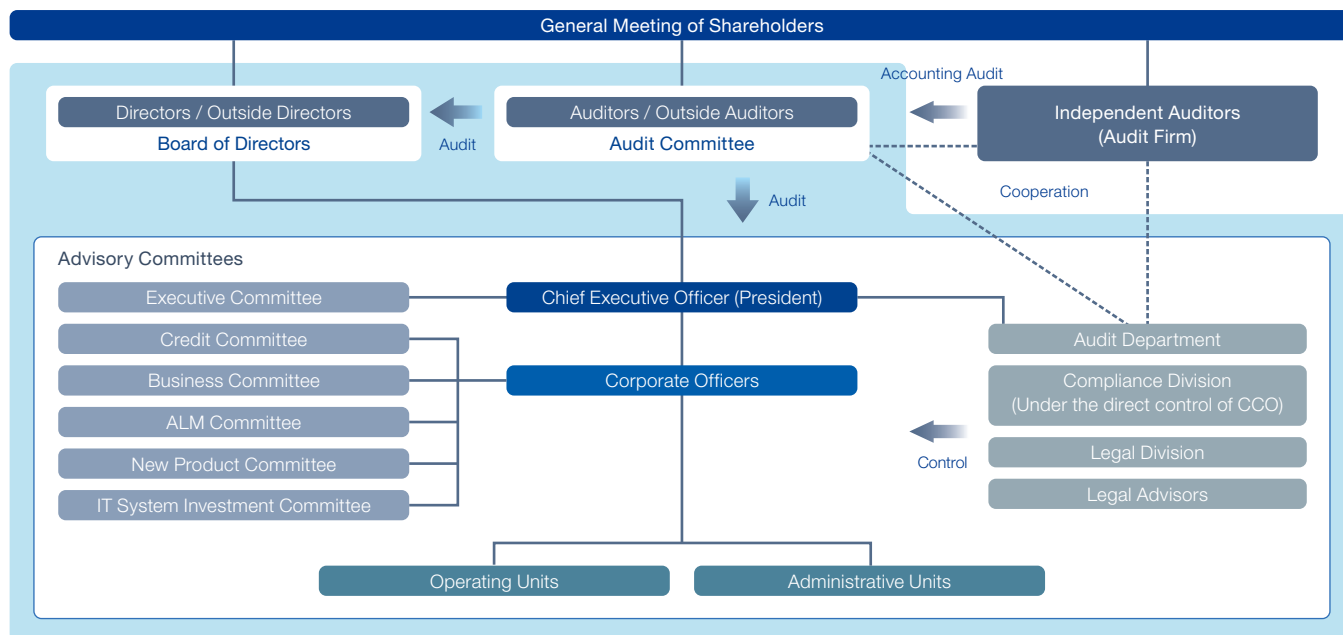 General Meeting of Shareholders
Accounting Audit
Directors / Outside Directors
Board of Directors
Audit
Auditors / Outside Auditors
Audit Committee
Independent Auditors
(Audit Firm)
Cooperation
Audit
Advisory Committees
Executive Committee
Chief Executive Officer (President)
Credit Committee
Audit Department
Business Committee
Corporate Officers
Compliance Division
(Under the direct control of CCO)
ALM Committee
New Product Committee
Control
Legal Division
IT System Investment Committee
Legal Advisors
Operating Units
Administrative Units